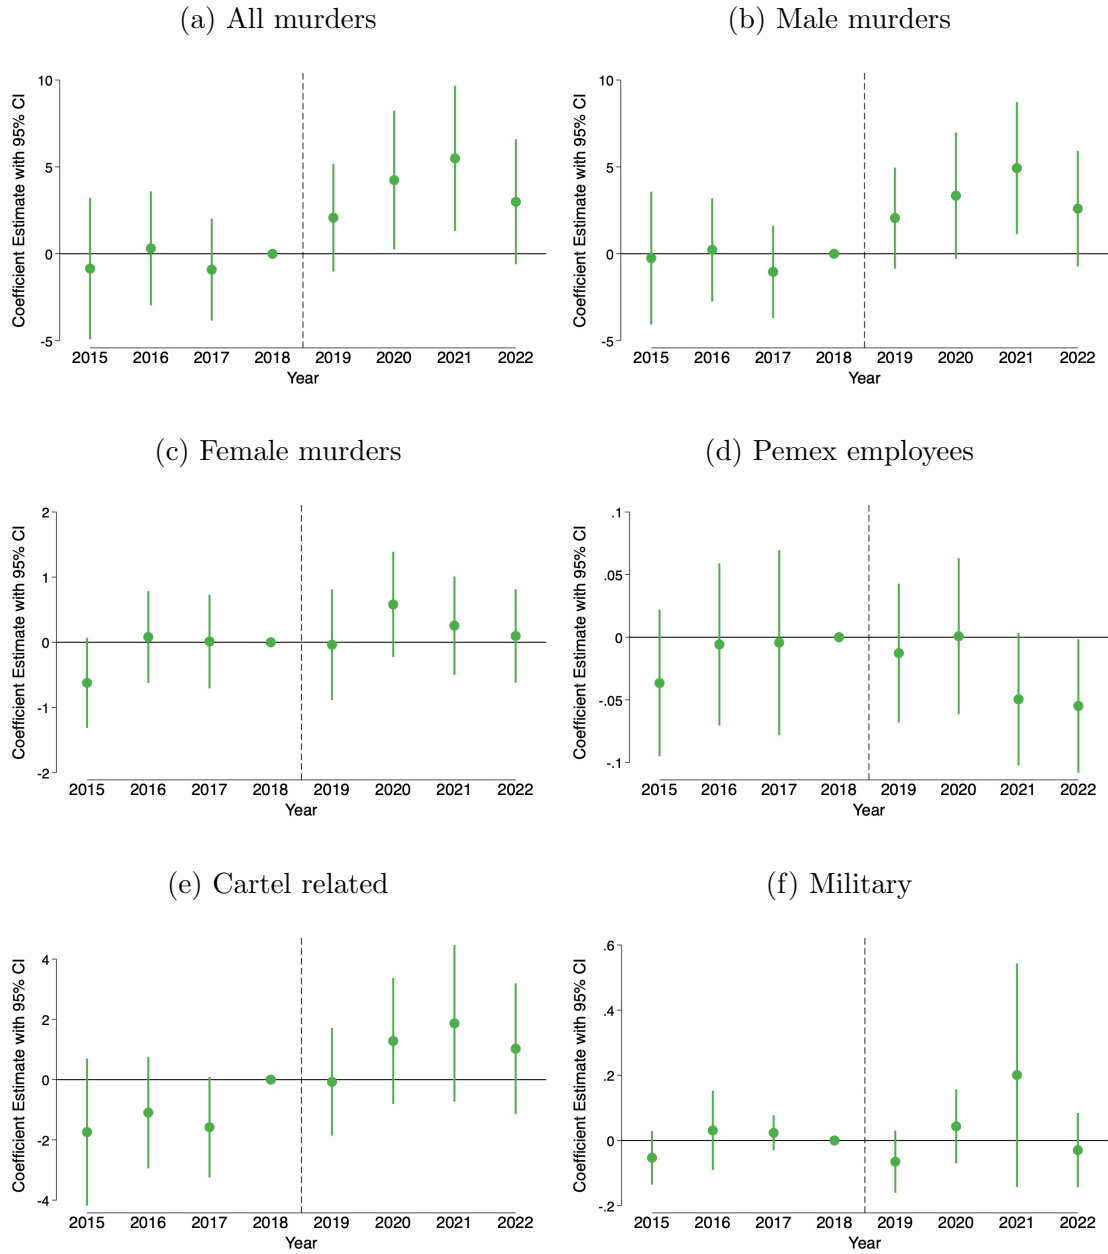 (a) All murders
Coefficient Estimate with 95% CI
10
5
0
-5
2015 2016 2017 2018 2019 2020 2021 2022
Year
(b) Male murders
Coefficient Estimate with 95% CI
10
5
0
-5
2015 2016 2017 2018 2019 2020 2021 2022
Year
(c) Female murders
Coefficient Estimate with 95% CI
2
1
0
-1
-2
2015 2016 2017 2018 2019 2020 2021 2022
Year
(d) Pemex employees
Coefficient Estimate with 95% CI
.1
.05
0
-.05
-.1
2015 2016 2017 2018 2019 2020 2021 2022
Year
(e) Cartel related
Coefficient Estimate with 95% CI
4
2
0
-2
-4
2015 2016 2017 2018 2019 2020 2021 2022
Year
(f) Military
Coefficient Estimate with 95% CI
.6
.4
.2
0
-.2
2015 2016 2017 2018 2019 2020 2021 2022
Year